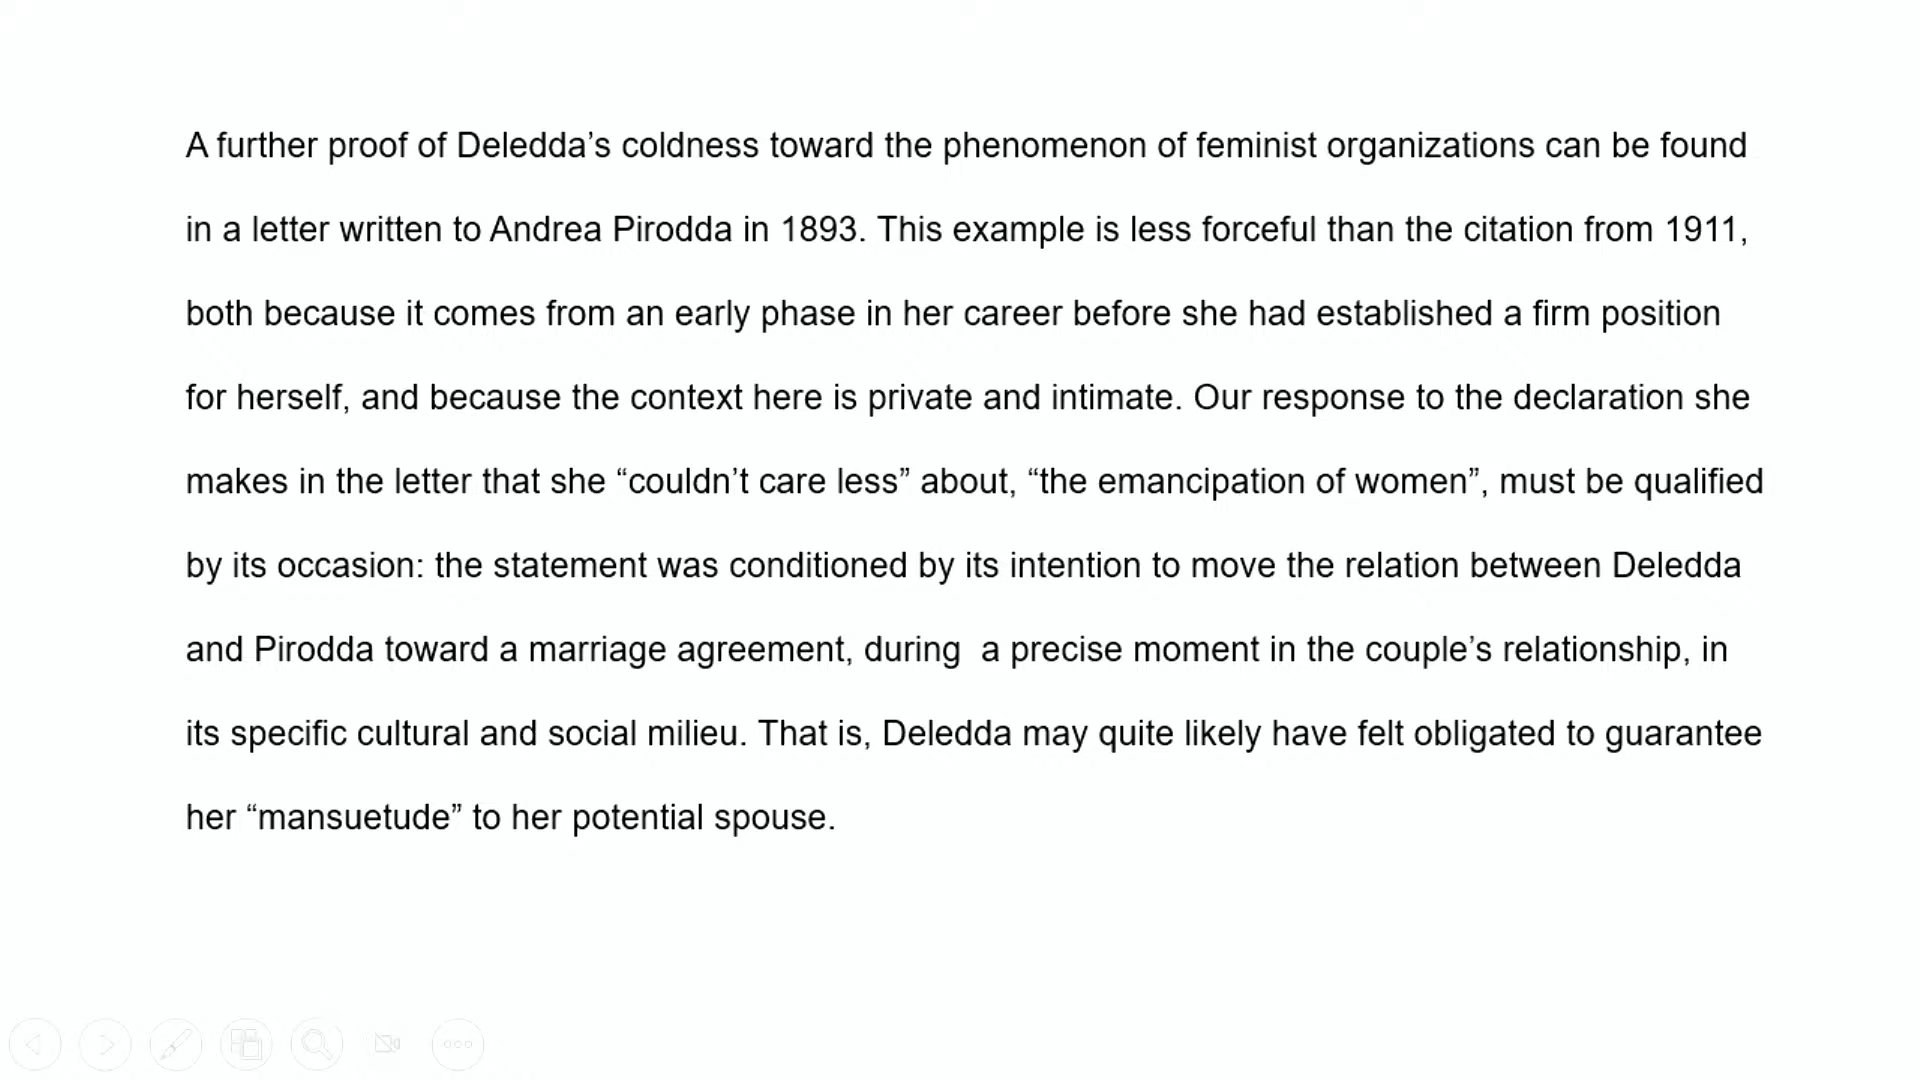 A further proof of Deledda’s coldness toward the phenomenon of feminist organizations can be found
in a letter written to Andrea Pirodda in 1893. This example is less forceful than the citation from 1911,
both because it comes from an early phase in her career before she had established a firm position
for herself, and because the context here is private and intimate. Our response to the declaration she
makes in the letter that she “couldn’t care less” about, “the emancipation of women”, must be qualified
by its occasion: the statement was conditioned by its intention to move the relation between Deledda
and Pirodda toward a marriage agreement, during  a precise moment in the couple’s relationship, in
its specific cultural and social milieu. That is, Deledda may quite likely have felt obligated to guarantee
her “mansuetude” to her potential spouse.